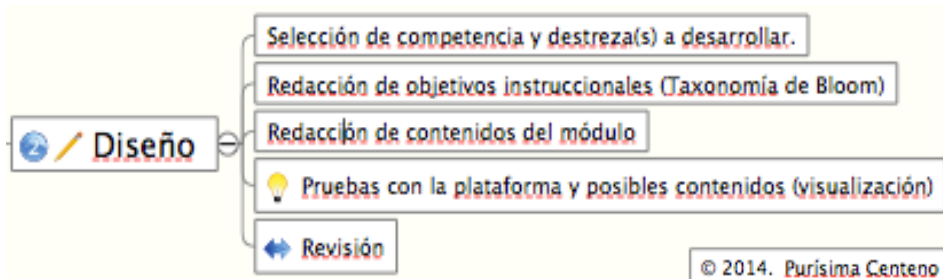 Selección de competencia y destreza(s) a desarrollar.
Redacción de objetivos instruccionales (Taxonomía de Bloom)
2 Diseño
Redacción de contenidos del módulo
Pruebas con la plataforma y posibles contenidos (visualización)
Revisión
© 2014. Purísima Centeno